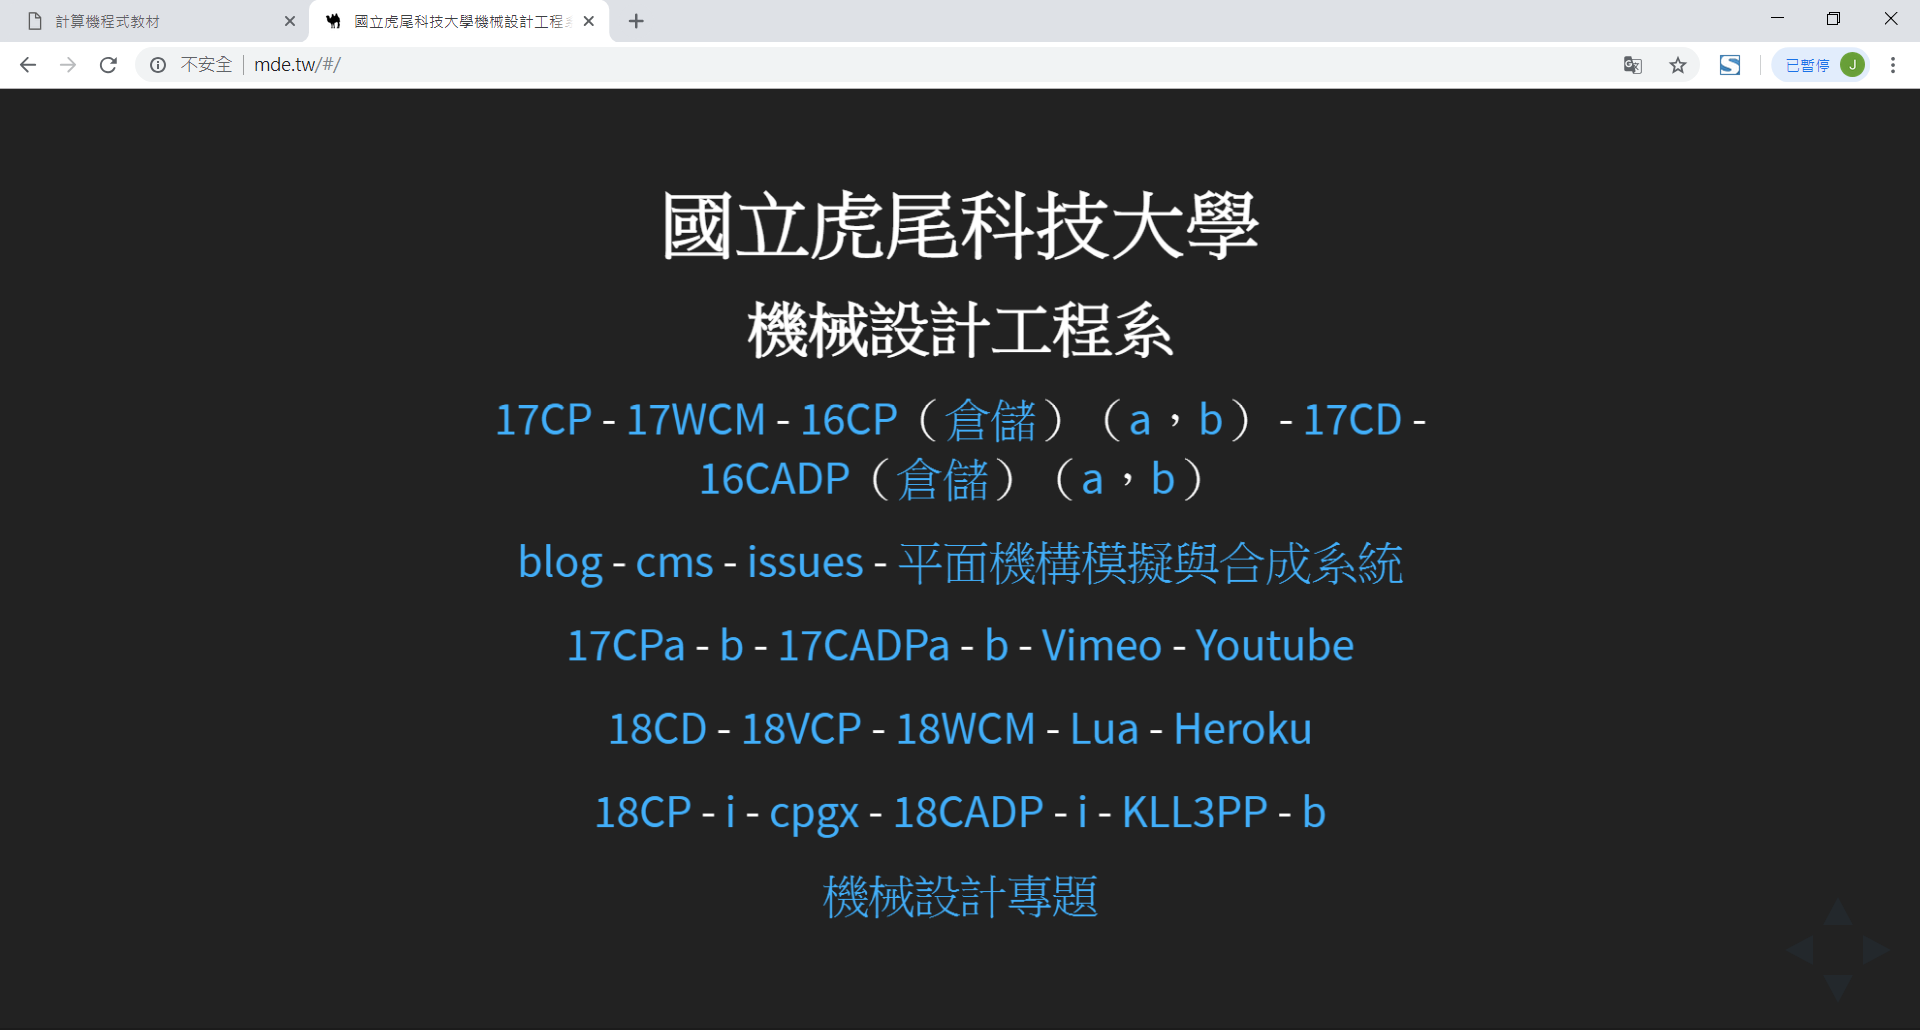 計算機程式教材
國立虎尾科技大學機械設計工程
不安全 mde.tw/#/
已暫停 J
國立虎尾科技大學
機械設計工程系
17CP - 17WCM - 16CP（倉儲）（a，b） - 17CD -
16CADP（倉儲）（a，b）
blog - cms - issues - 平面機構模擬與合成系統
17CPa - b - 17CADPa - b - Vimeo - Youtube
18CD - 18VCP - 18WCM - Lua - Heroku
18CP - i - cpgx - 18CADP - i - KLL3PP - b
機械設計專題